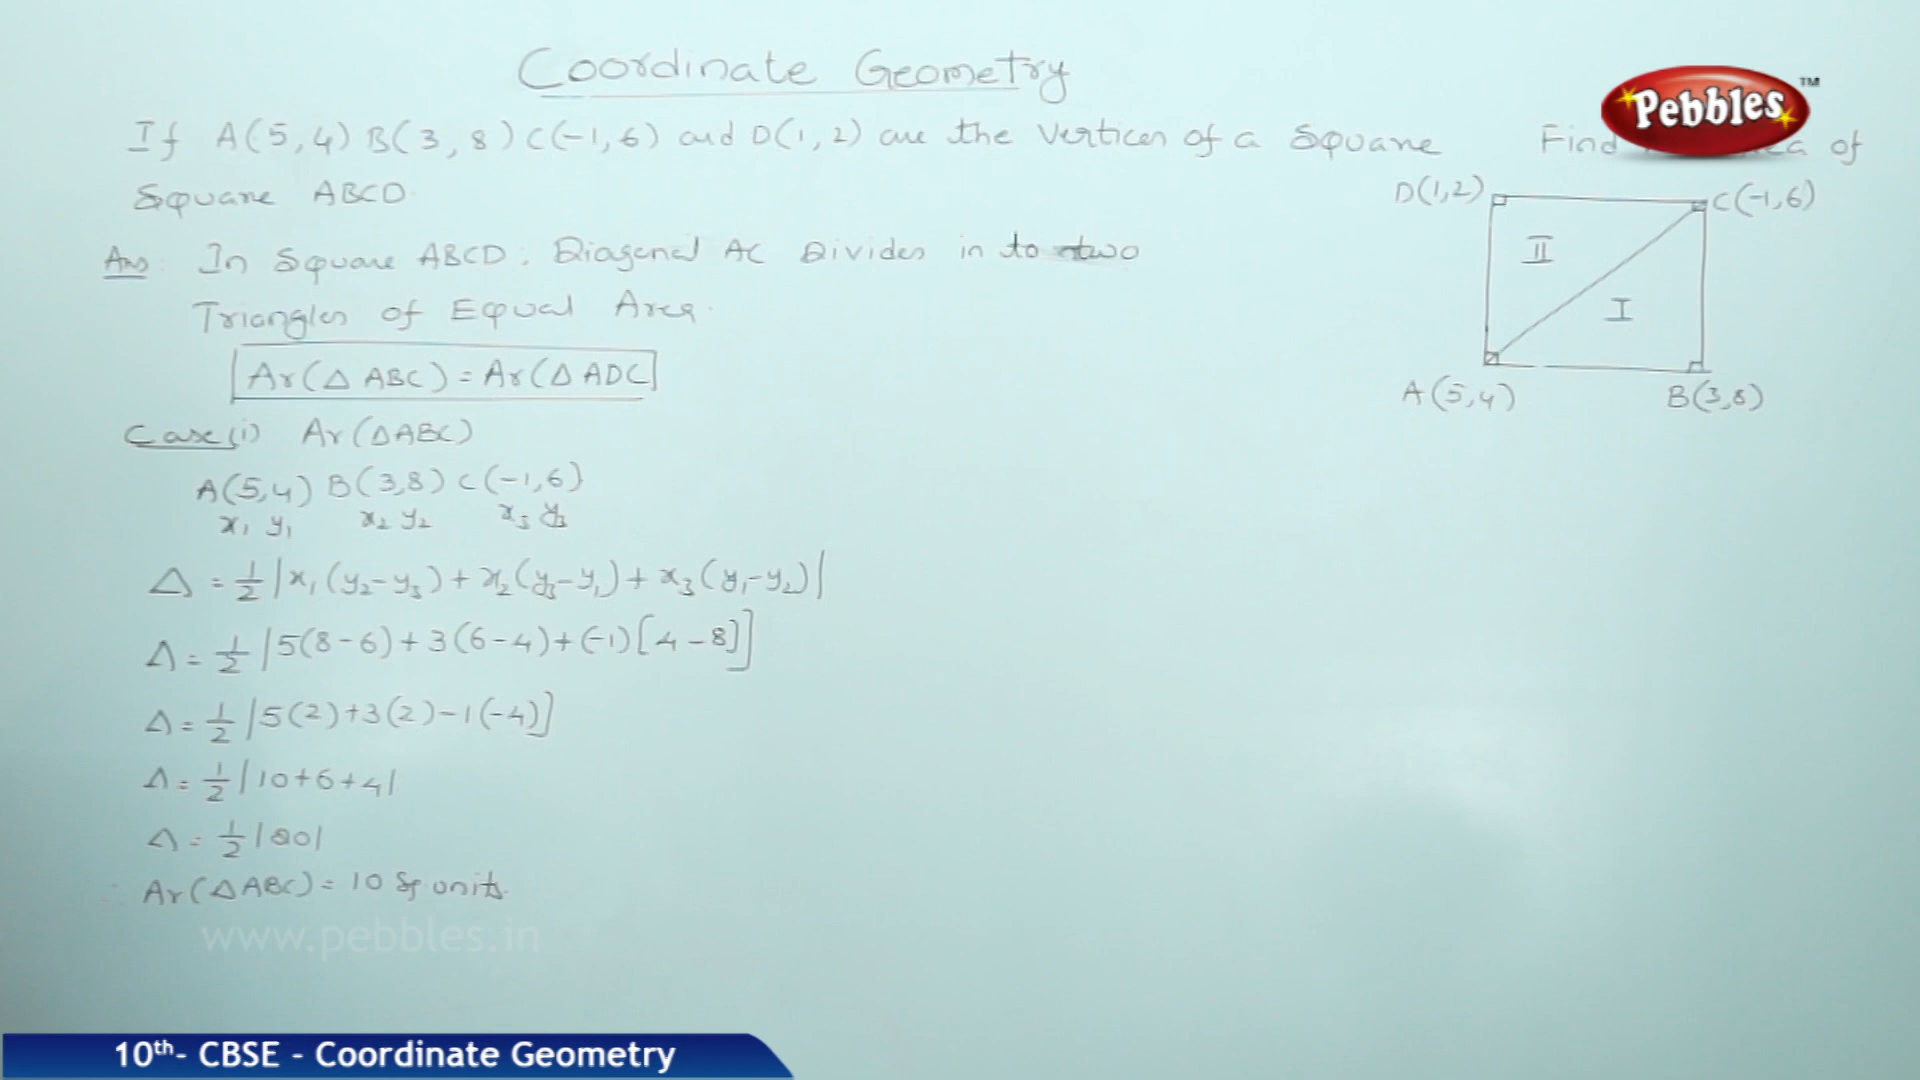 Coordinate Geometry
Pebbles™
If A(5,4) B(3,8) C(-1,6) and D(1,2) are the vertices of a Square Find of
Square ABCD.
D(1,2) C(-1,6)
Ans: In Square ABCD, Diagonal AC Divides in to two
II
Triangles of Equal Area.
I
Ar(△ ABC) = Ar(△ ADC)
A(5,4) B(3,8)
Case(i) Ar(△ABC)
A(5,4) B(3,8) C(-1,6)
x₁ y₁ x₂ y₂ x₃ y₃
△ = 1/2 |x₁(y₂-y₃) + x₂(y₃-y₁) + x₃(y₁-y₂)|
△ = 1/2 |5(8-6) + 3(6-4) + (-1)[4-8]]
△ = 1/2 |5(2)+3(2)-1(-4)]
△ = 1/2 |10+6+4|
△ = 1/2 |20|
∴ Ar(△ABC) = 10 Sq units.
www.pebbles.in
10th- CBSE - Coordinate Geometry